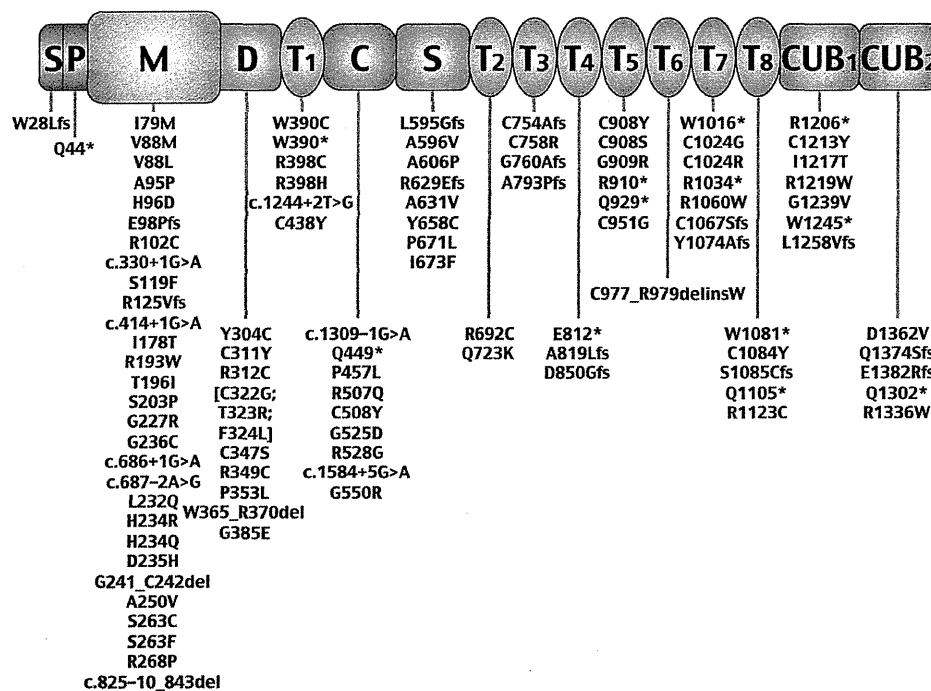 S P M D T1 C S T2 T3 T4 T5 T6 T7 T8 CUB1 CUB2
W28Lfs
Q44*
I79M
V88M
V88L
A95P
H96D
E98Pfs
R102C
c.330+1G>A
S119F
R125Vfs
c.414+1G>A
I178T
R193W
T196I
S203P
G227R
G236C
c.686+1G>A
c.687–2A>G
L232Q
H234R
H234Q
D235H
G241_C242del
A250V
S263C
S263F
R268P
c.825–10_843del
Y304C
C311Y
R312C
[C322G;
T323R;
F324L]
C347S
R349C
P353L
W365_R370del
G385E
W390C
W390*
R398C
R398H
c.1244+2T>G
C438Y
c.1309–1G>A
Q449*
P457L
R507Q
C508Y
G525D
R528G
c.1584+5G>A
G550R
L595Gfs
A596V
A606P
R629Efs
A631V
Y658C
P671L
I673F
R692C
Q723K
C754Afs
C758R
G760Afs
A793Pfs
E812*
A819Lfs
D850Gfs
C908Y
C908S
G909R
R910*
Q929*
C951G
C977_R979delinsW
W1016*
C1024G
C1024R
R1034*
R1060W
C1067Sfs
Y1074Afs
W1081*
C1084Y
S1085Cfs
Q1105*
R1123C
R1206*
C1213Y
I1217T
R1219W
G1239V
W1245*
L1258Vfs
D1362V
Q1374Sfs
E1382Rfs
Q1302*
R1336W